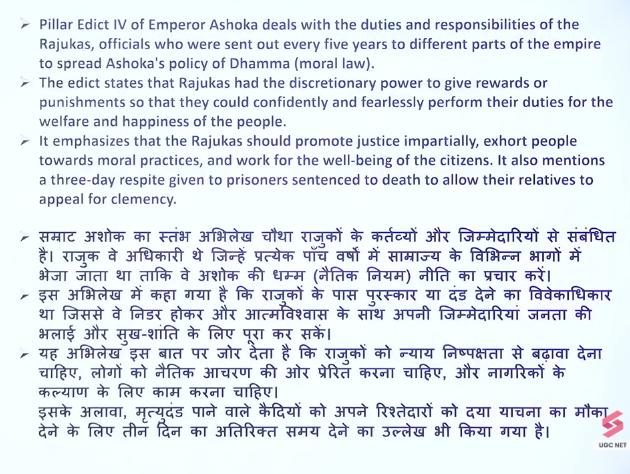 ➢ Pillar Edict IV of Emperor Ashoka deals with the duties and responsibilities of the
Rajukas, officials who were sent out every five years to different parts of the empire
to spread Ashoka's policy of Dhamma (moral law).
➢ The edict states that Rajukas had the discretionary power to give rewards or
punishments so that they could confidently and fearlessly perform their duties for the
welfare and happiness of the people.
➢ It emphasizes that the Rajukas should promote justice impartially, exhort people
towards moral practices, and work for the well-being of the citizens. It also mentions
a three-day respite given to prisoners sentenced to death to allow their relatives to
appeal for clemency.
➢ सम्राट अशोक का स्तंभ अभिलेख चौथा राजुकों के कर्तव्यों और जिम्मेदारियों से संबंधित
है। राजुक वे अधिकारी थे जिन्हें प्रत्येक पाँच वर्षों में साम्राज्य के विभिन्न भागों में
भेजा जाता था ताकि वे अशोक की धम्म (नैतिक नियम) नीति का प्रचार करें।
➢ इस अभिलेख में कहा गया है कि राजुकों के पास पुरस्कार या दंड देने का विवेकाधिकार
था जिससे वे निडर होकर और आत्मविश्वास के साथ अपनी जिम्मेदारियां जनता की
भलाई और सुख-शांति के लिए पूरा कर सकें।
➢ यह अभिलेख इस बात पर जोर देता है कि राजुकों को न्याय निष्पक्षता से बढ़ावा देना
चाहिए, लोगों को नैतिक आचरण की ओर प्रेरित करना चाहिए, और नागरिकों के
कल्याण के लिए काम करना चाहिए।
इसके अलावा, मृत्युदंड पाने वाले कैदियों को अपने रिश्तेदारों को दया याचना का मौका
देने के लिए तीन दिन का अतिरिक्त समय देने का उल्लेख भी किया गया है।
UGC NET